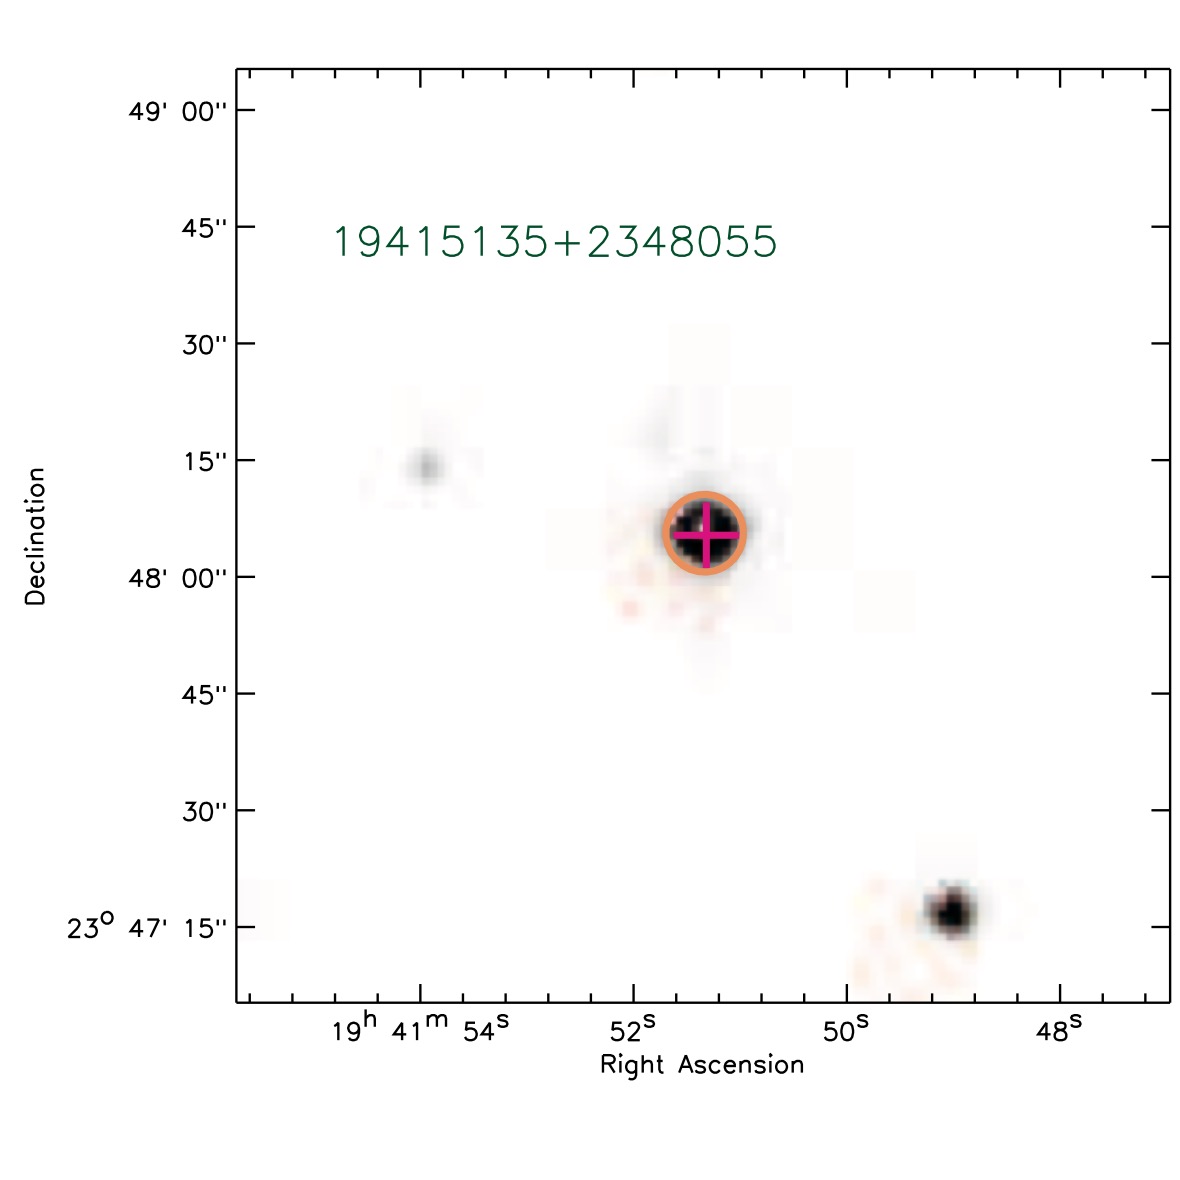 49' 00"
45"
19415135+2348055
30"
15"
Declination
48' 00"
45"
30"
23° 47' 15"
19h 41m 54s 52s 50s 48s
Right Ascension